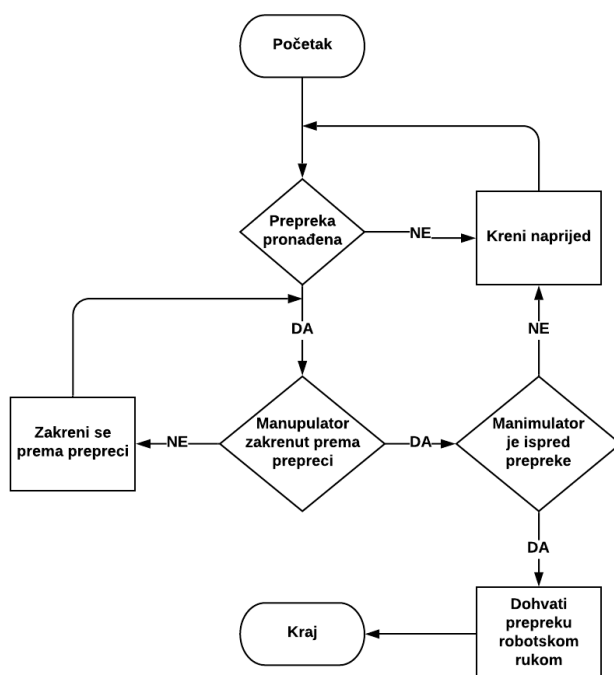 Početak
Prepreka
pronađena
NE
Kreni naprijed
DA
NE
Zakreni se
prema prepreci
NE
Manupulator
zakrenut prema
prepreci
DA
Manimulator
je ispred
prepreke
DA
Kraj
Dohvati
prepreku
robotskom
rukom